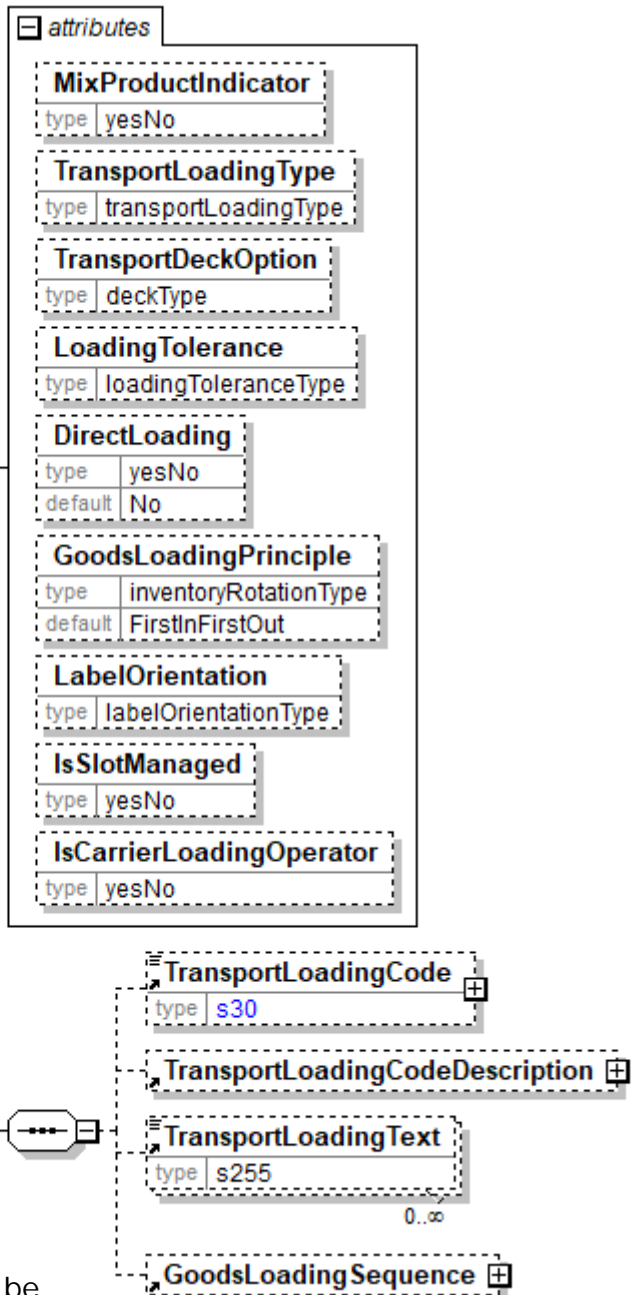 attributes
MixProductIndicator
type yesNo
TransportLoadingType
type transportLoadingType
TransportDeckOption
type deckType
LoadingTolerance
type loadingToleranceType
DirectLoading
type yesNo
default No
GoodsLoadingPrinciple
type inventoryRotationType
default FirstInFirstOut
LabelOrientation
type labelOrientationType
IsSlotManaged
type yesNo
IsCarrierLoadingOperator
type yesNo
TransportLoadingCode
type s30
TransportLoadingCodeDescription
TransportLoadingText
type s255
0..∞
GoodsLoadingSequence
be